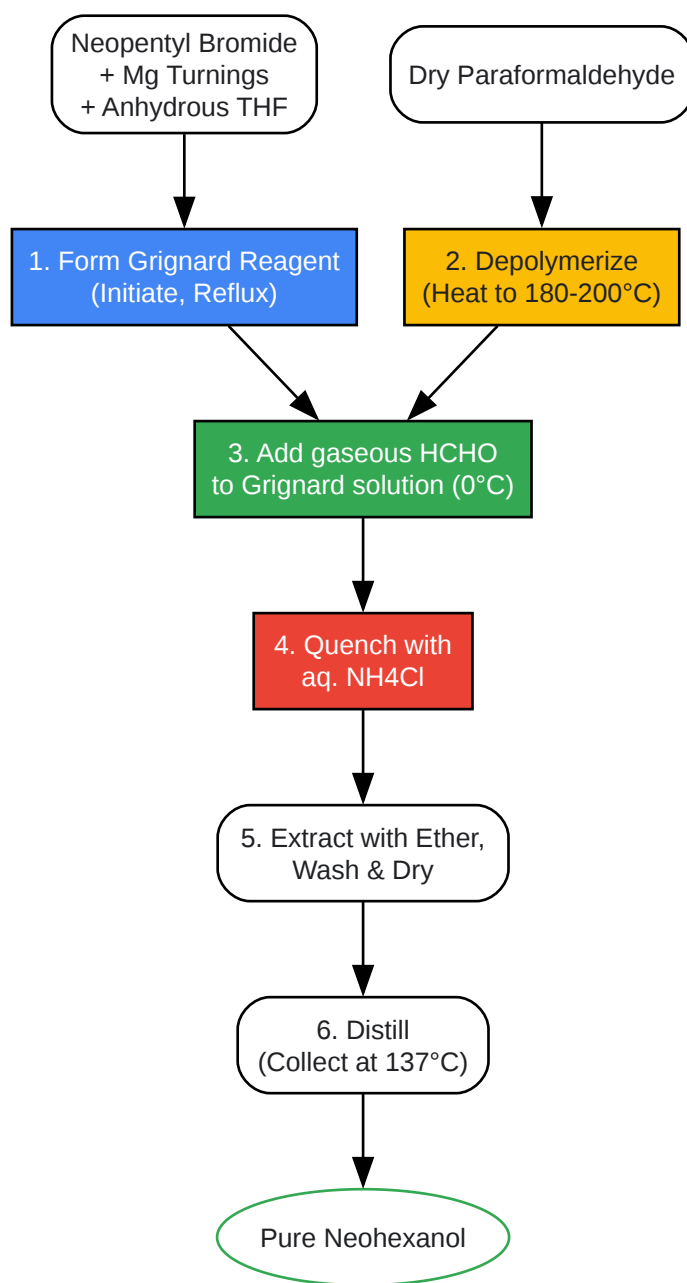 Neopentyl Bromide
+ Mg Turnings
+ Anhydrous THF
Dry Paraformaldehyde
1. Form Grignard Reagent
(Initiate, Reflux)
2. Depolymerize
(Heat to 180-200°C)
3. Add gaseous HCHO
to Grignard solution (0°C)
4. Quench with
aq. NH4Cl
5. Extract with Ether,
Wash & Dry
6. Distill
(Collect at 137°C)
Pure Neohexanol